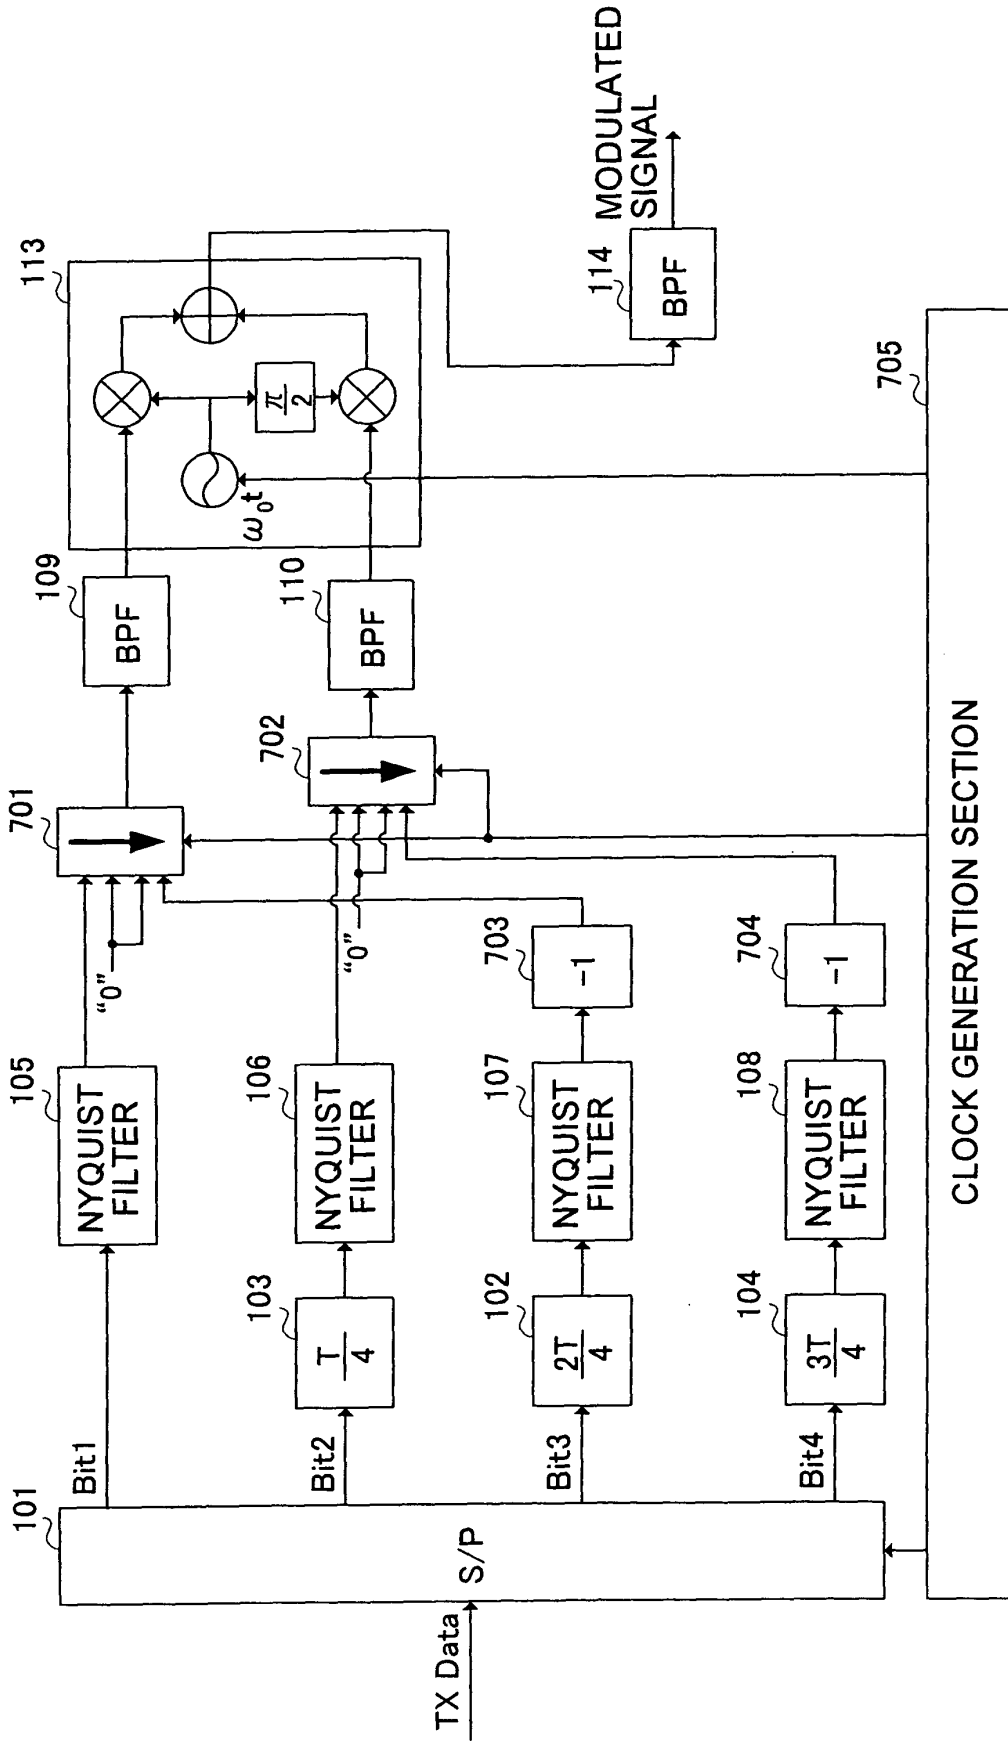 TX Data
101
S/P
Bit1
Bit2
Bit3
Bit4
103
T
4
102
2T
4
104
3T
4
105
NYQUIST
FILTER
106
NYQUIST
FILTER
107
NYQUIST
FILTER
108
NYQUIST
FILTER
"0"
"0"
703
-1
704
-1
701
702
109
BPF
110
BPF
113
ω0t
π
2
114
BPF
MODULATED
SIGNAL
705
CLOCK GENERATION SECTION